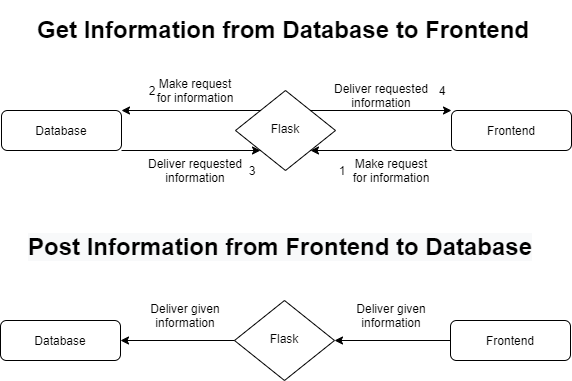 Get Information from Database to Frontend
2 Make request
for information
Deliver requested 4
information
Database
Flask
Frontend
Deliver requested
information 3
1 Make request
for information
Post Information from Frontend to Database
Deliver given
information
Deliver given
information
Database
Flask
Frontend